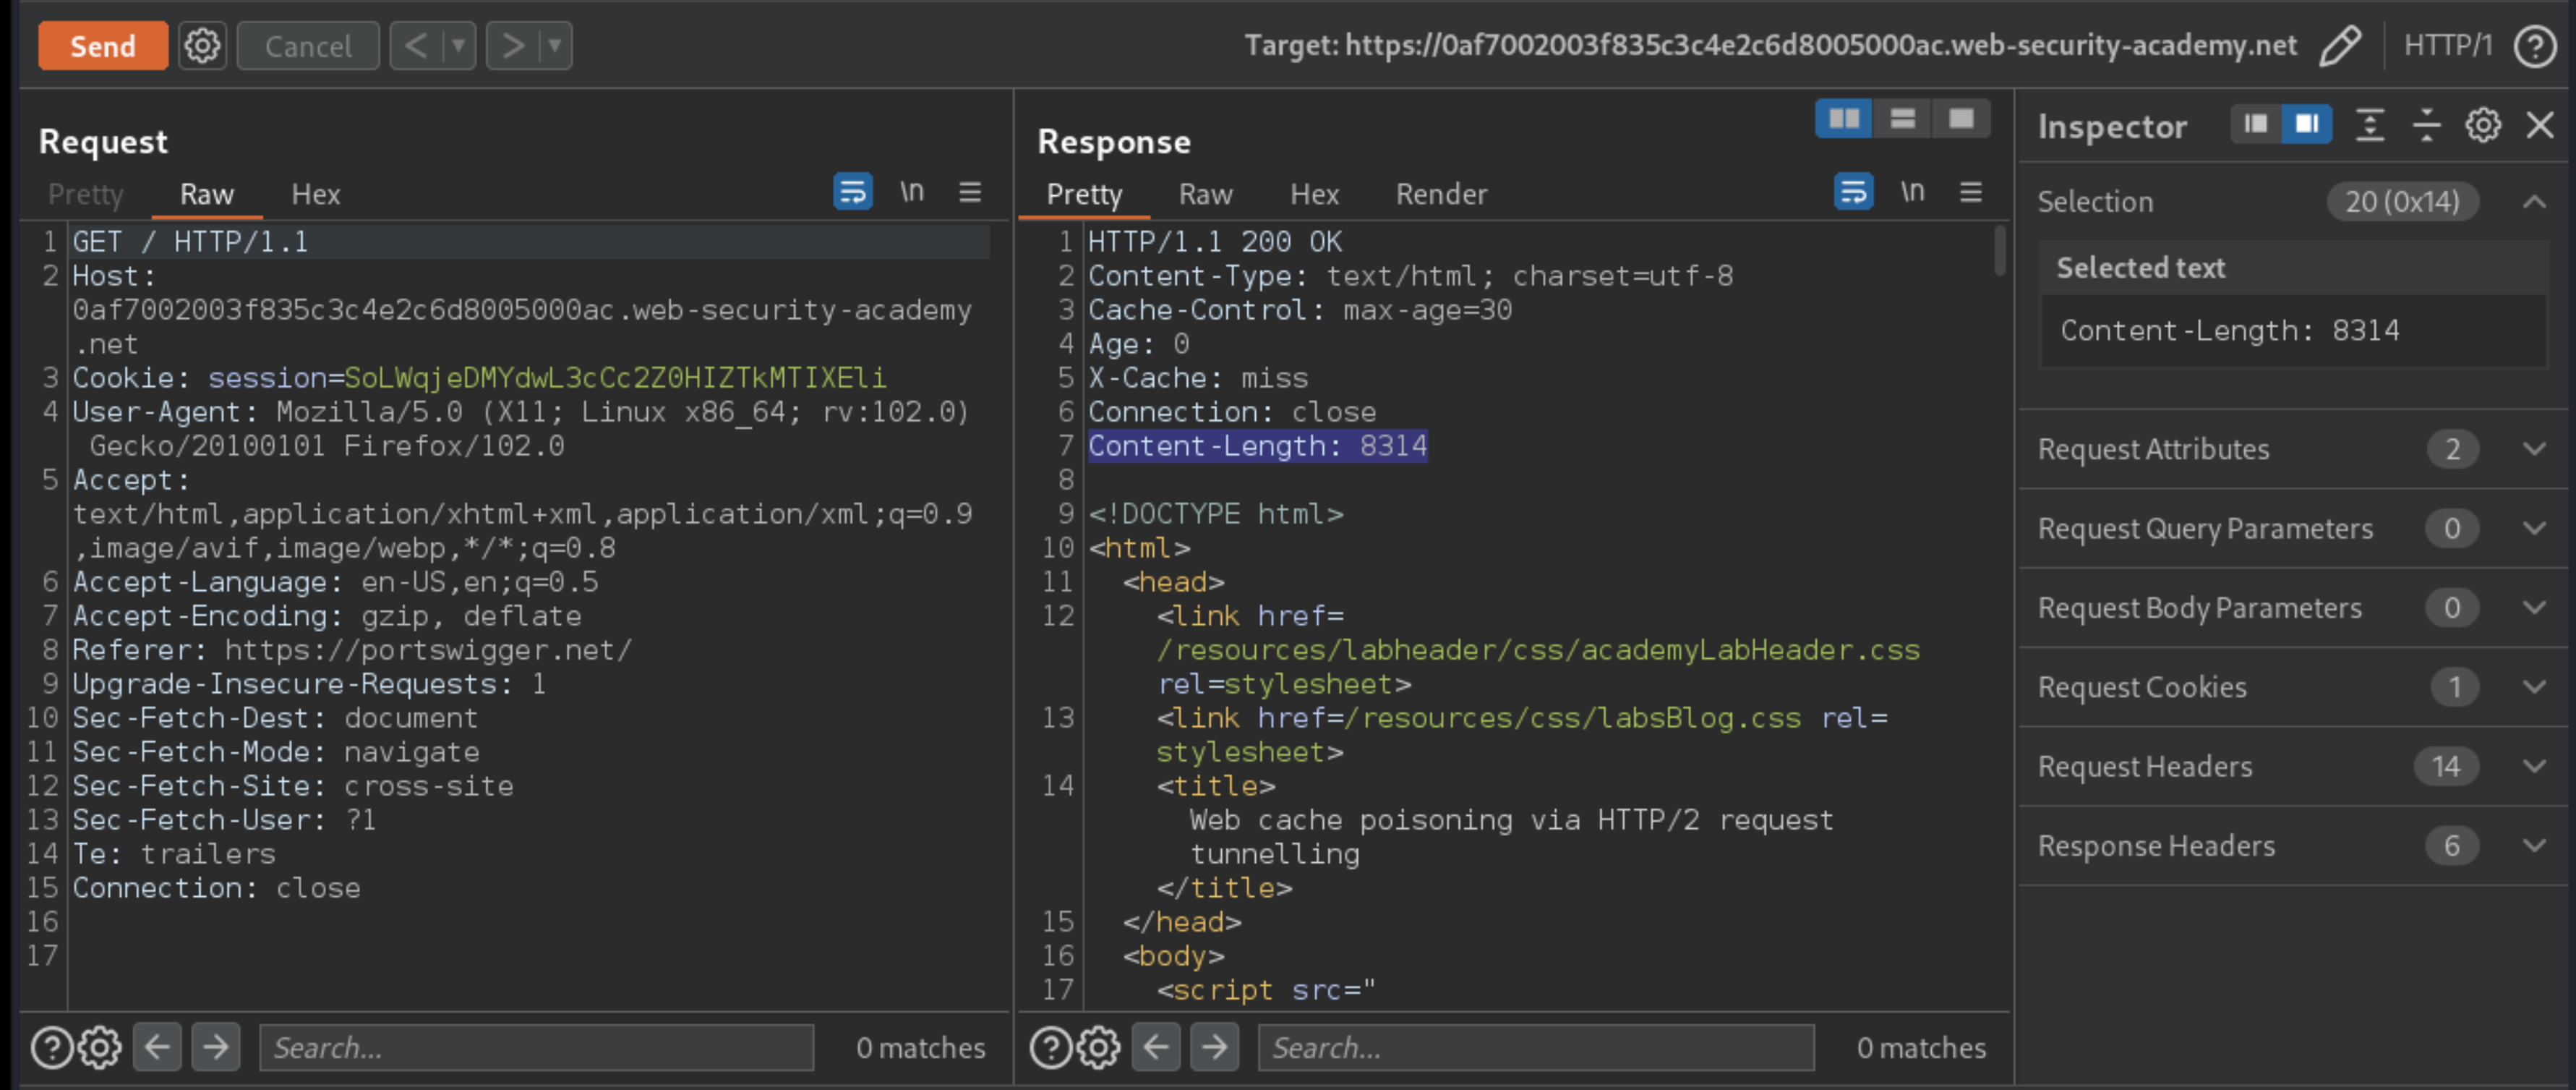 Send
Cancel
Target: https://0af7002003f835c3c4e2c6d8005000ac.web-security-academy.net
HTTP/1
Request
Pretty Raw Hex
\n
1 GET / HTTP/1.1
2 Host:
0af7002003f835c3c4e2c6d8005000ac.web-security-academy
.net
3 Cookie: session=SoLWqjeDMYdwL3cCc2Z0HIZTkMTIXEli
4 User-Agent: Mozilla/5.0 (X11; Linux x86_64; rv:102.0)
Gecko/20100101 Firefox/102.0
5 Accept:
text/html,application/xhtml+xml,application/xml;q=0.9
,image/avif,image/webp,*/*;q=0.8
6 Accept-Language: en-US,en;q=0.5
7 Accept-Encoding: gzip, deflate
8 Referer: https://portswigger.net/
9 Upgrade-Insecure-Requests: 1
10 Sec-Fetch-Dest: document
11 Sec-Fetch-Mode: navigate
12 Sec-Fetch-Site: cross-site
13 Sec-Fetch-User: ?1
14 Te: trailers
15 Connection: close
16
17
Search...
0 matches
Response
Pretty Raw Hex Render
\n
1 HTTP/1.1 200 OK
2 Content-Type: text/html; charset=utf-8
3 Cache-Control: max-age=30
4 Age: 0
5 X-Cache: miss
6 Connection: close
7 Content-Length: 8314
8
9 <!DOCTYPE html>
10 <html>
11 <head>
12 <link href=
/resources/labheader/css/academyLabHeader.css
rel=stylesheet>
13 <link href=/resources/css/labsBlog.css rel=
stylesheet>
14 <title>
Web cache poisoning via HTTP/2 request
tunnelling
</title>
15 </head>
16 <body>
17 <script src="
Search...
0 matches
Inspector
Selection 20 (0x14)
Selected text
Content-Length: 8314
Request Attributes 2
Request Query Parameters 0
Request Body Parameters 0
Request Cookies 1
Request Headers 14
Response Headers 6